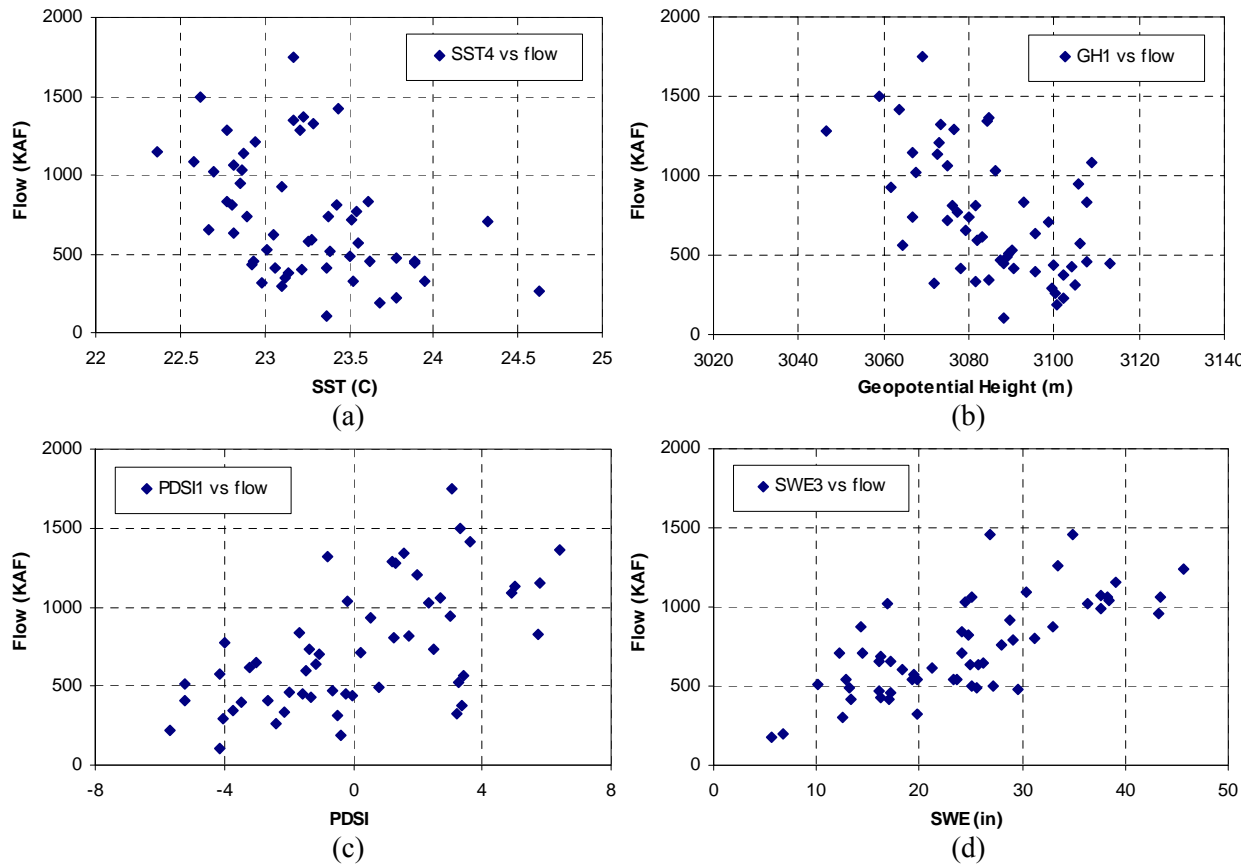 2000
1500
1000
500
0
Flow (KAF)
SST4 vs flow
22 22.5 23 23.5 24 24.5 25
SST (C)
(a)
2000
1500
1000
500
0
Flow (KAF)
GH1 vs flow
3020 3040 3060 3080 3100 3120 3140
Geopotential Height (m)
(b)
2000
1500
1000
500
0
Flow (KAF)
PDSI1 vs flow
-8 -4 0 4 8
PDSI
(c)
2000
1500
1000
500
0
Flow (KAF)
SWE3 vs flow
0 10 20 30 40 50
SWE (in)
(d)